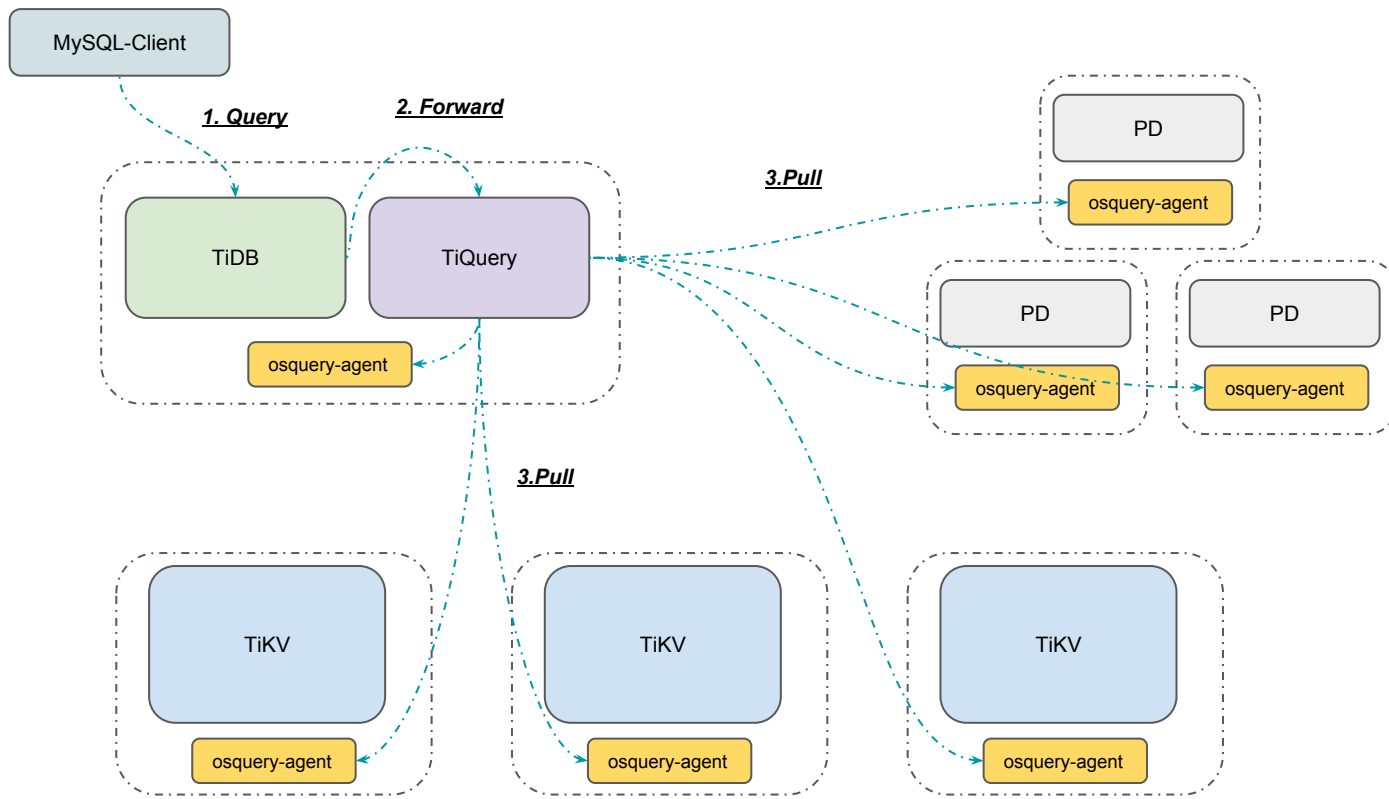 MySQL-Client
1. Query
2. Forward
PD
3.Pull
osquery-agent
TiDB
TiQuery
PD
PD
osquery-agent
osquery-agent
osquery-agent
3.Pull
TiKV
TiKV
TiKV
osquery-agent
osquery-agent
osquery-agent